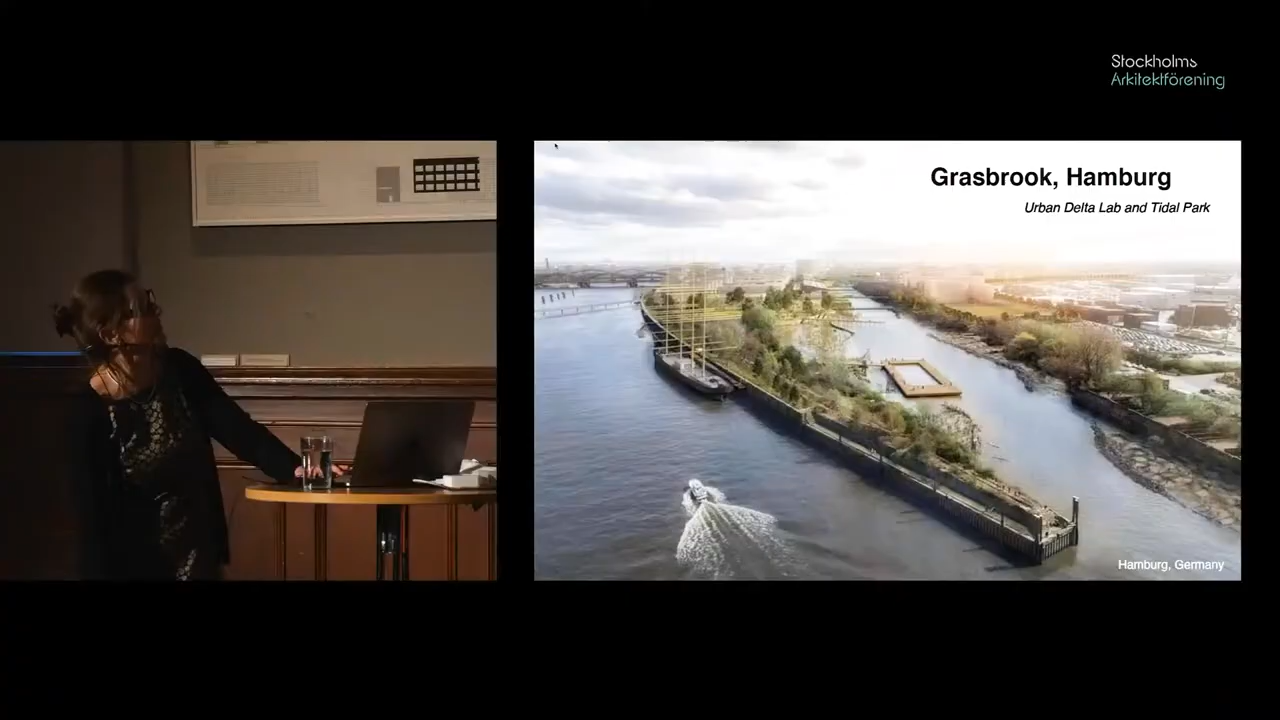 Stockholms
Arkitektförening
Grasbrook, Hamburg
Urban Delta Lab and Tidal Park
Hamburg, Germany